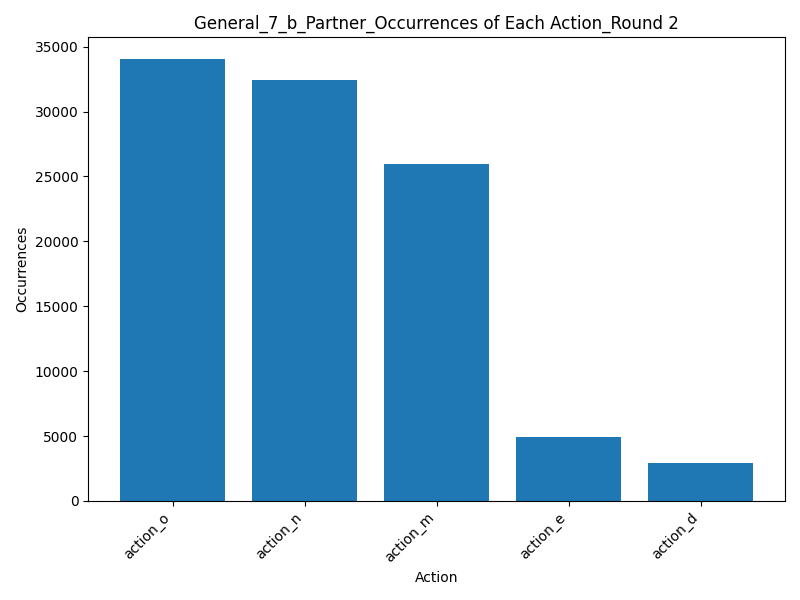 General_7_b_Partner_Occurrences of Each Action_Round 2
35000
30000
25000
20000
15000
10000
5000
0
Occurrences
action_o
action_n
action_m
action_e
action_d
Action